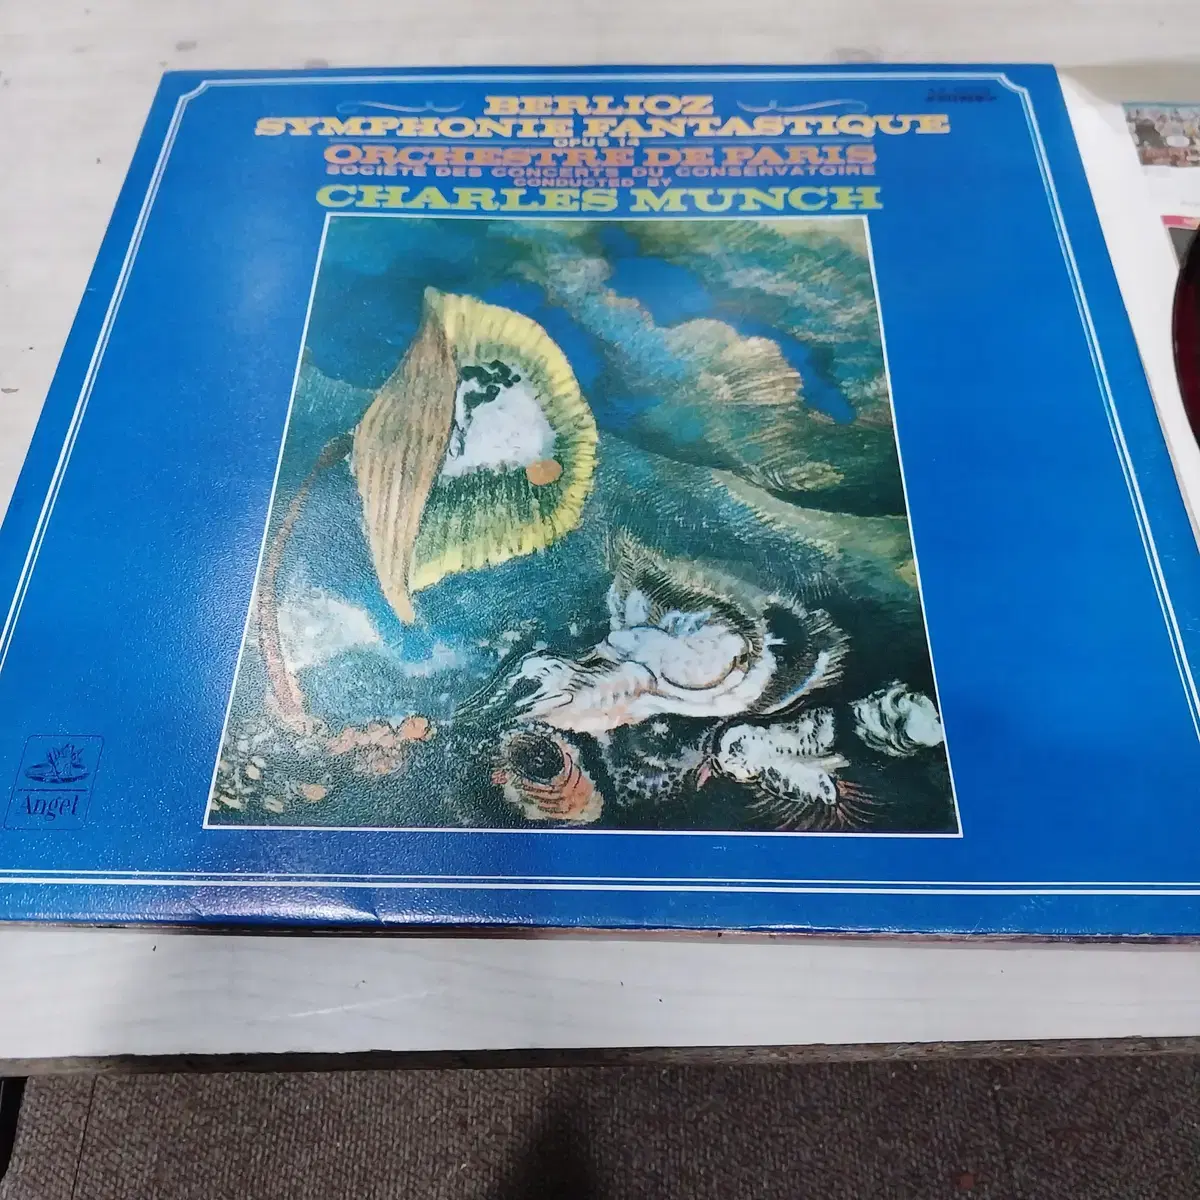 BERLIOZ
SYMPHONIE FANTASTIQUE
OPUS 14
ORCHESTRE DE PARIS
SOCIETE DES CONCERTS DU CONSERVATOIRE
CONDUCTED BY
CHARLES MUNCH
Angel